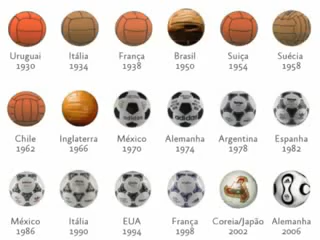 Uruguai Itália França Brasil Suiça Suécia
1930 1934 1938 1950 1954 1958
Chile Inglaterra México Alemanha Argentina Espanha
1962 1966 1970 1974 1978 1982
México Itália EUA França Coreia/Japão Alemanha
1986 1990 1994 1998 2002 2006